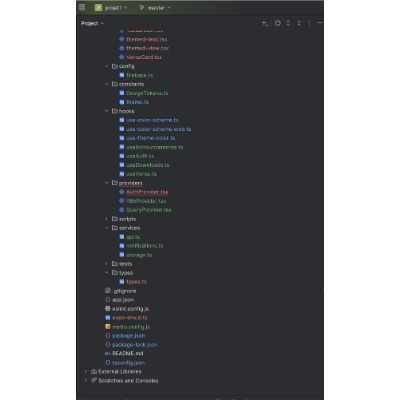 projet1
master
Project
themed-text.tsx
themed-view.tsx
VerseCard.tsx
config
firebase.ts
constants
DesignTokens.ts
theme.ts
hooks
use-color-scheme.ts
use-color-scheme.web.ts
use-theme-color.ts
useAnnouncements.ts
useAuth.ts
useDownloads.ts
useVerse.ts
providers
AuthProvider.tsx
I18nProvider.tsx
QueryProvider.tsx
scripts
services
api.ts
notifications.ts
storage.ts
tests
types
types.ts
.gitignore
app.json
eslint.config.js
expo-env.d.ts
metro.config.js
package.json
package-lock.json
README.md
tsconfig.json
External Libraries
Scratches and Consoles